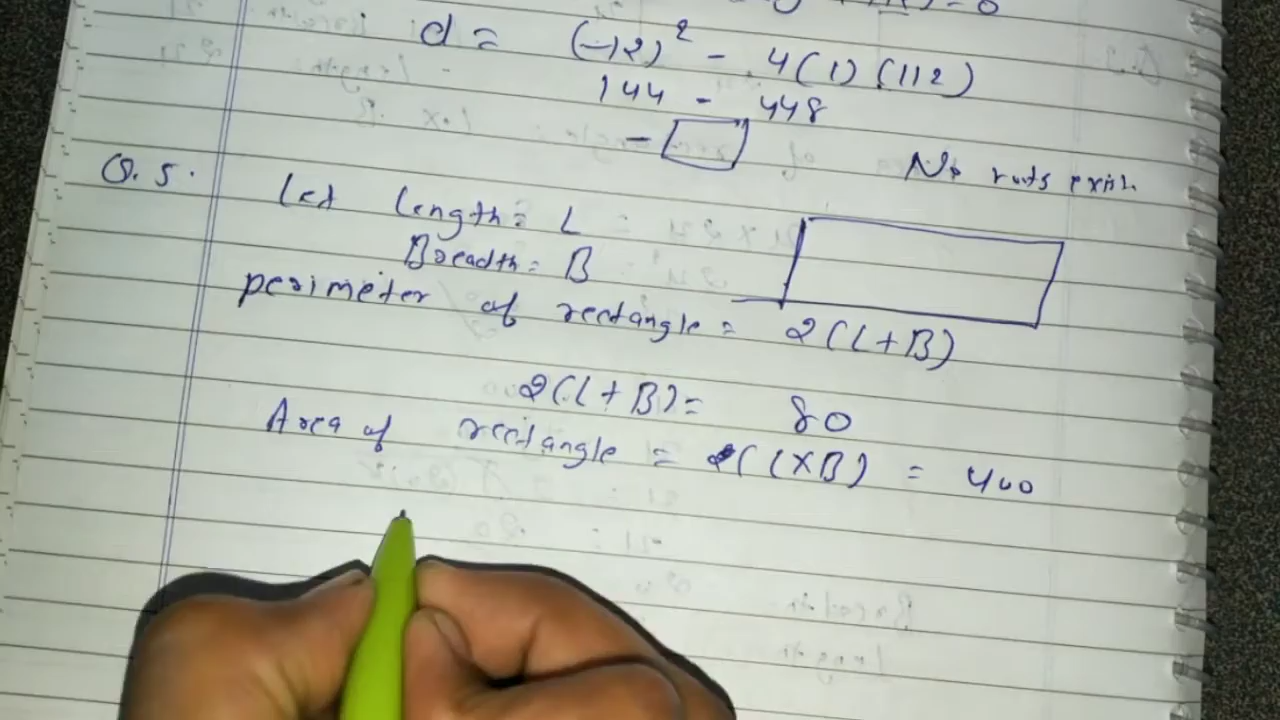 = 0
d = (-12)² - 4(1)(112)
144 - 448
-
No roots exist.
Q.5. Let length = L
Breadth = B
perimeter of rectangle = 2(L+B)
2(L+B) = 80
Area of rectangle = (L×B) = 400